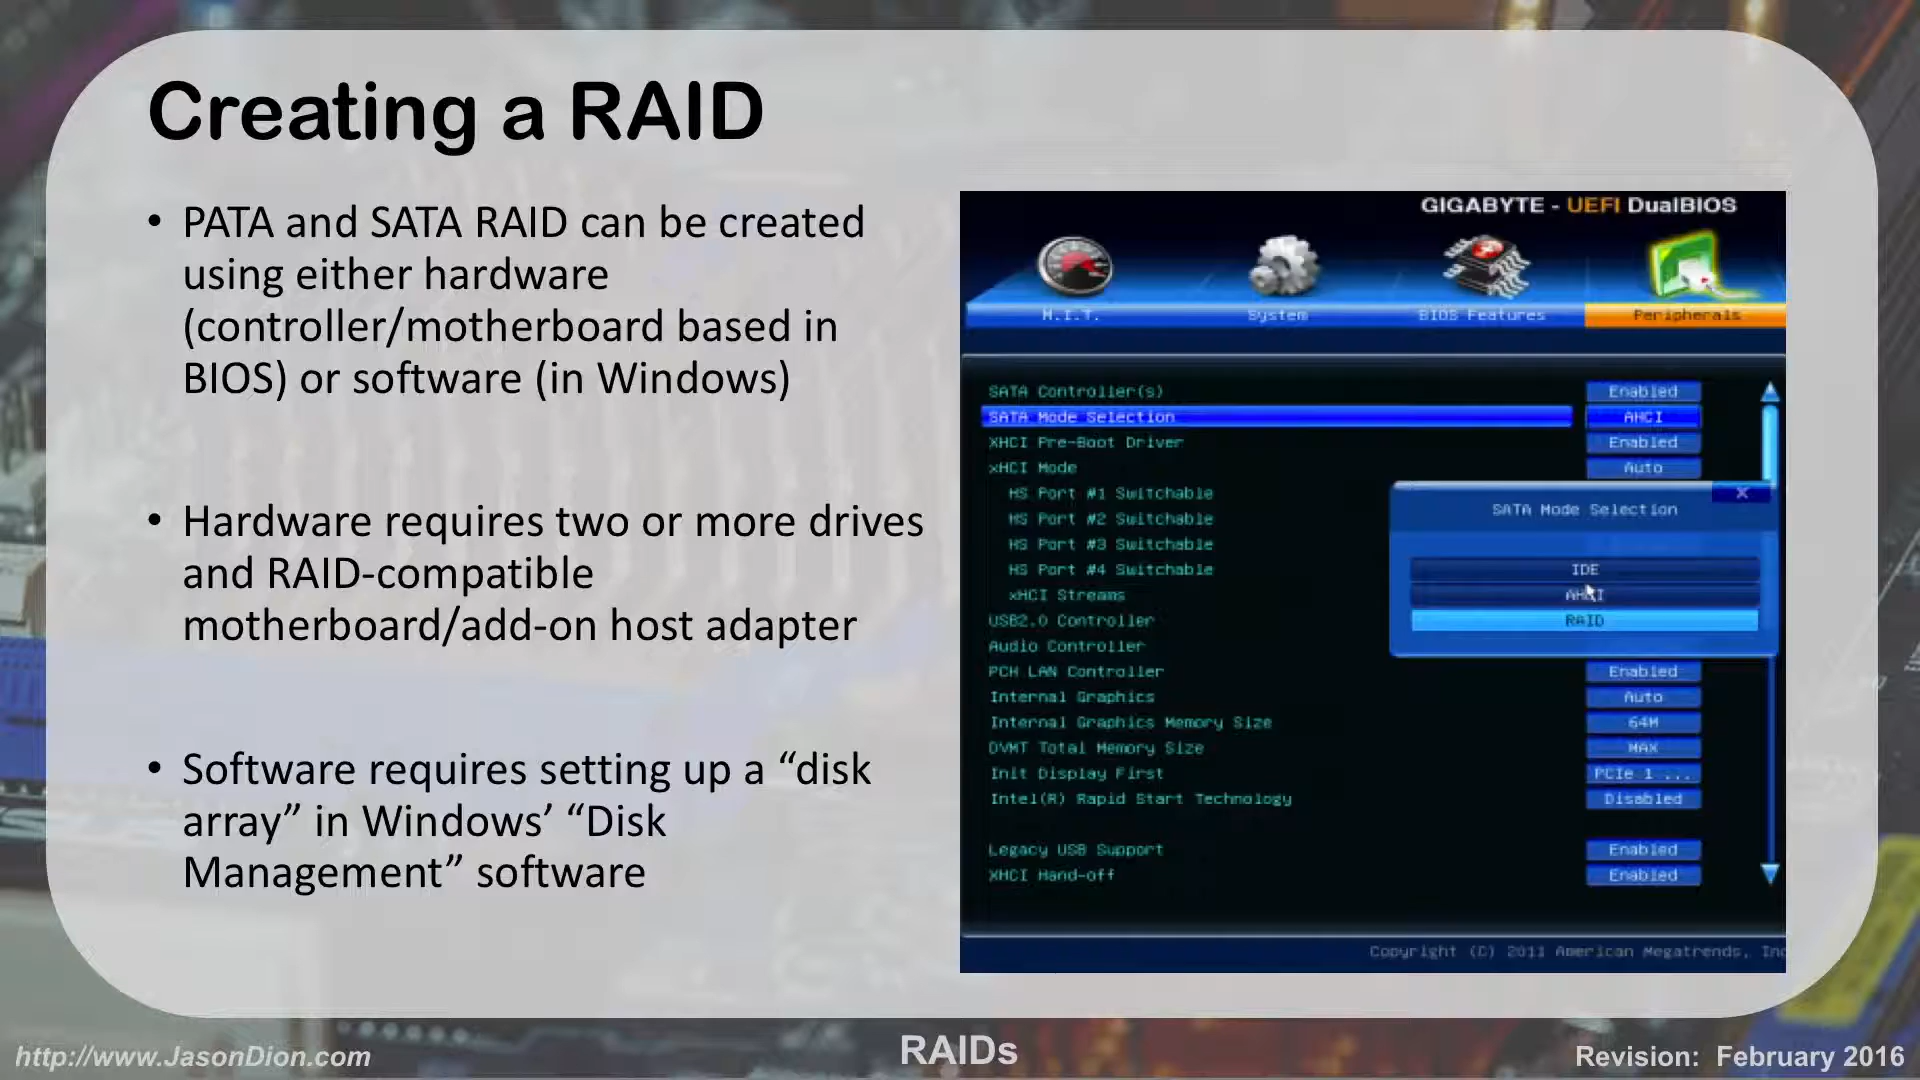 Creating a RAID
• PATA and SATA RAID can be created
using either hardware
(controller/motherboard based in
BIOS) or software (in Windows)
• Hardware requires two or more drives
and RAID-compatible
motherboard/add-on host adapter
• Software requires setting up a “disk
array” in Windows’ “Disk
Management” software
GIGABYTE - UEFI DualBIOS
M.I.T. System BIOS Features Peripherals
SATA Controller(s) Enabled
SATA Mode Selection AHCI
XHCI Pre-Boot Driver Enabled
xHCI Mode Auto
HS Port #1 Switchable
HS Port #2 Switchable
HS Port #3 Switchable
HS Port #4 Switchable
xHCI Streams
USB2.0 Controller
Audio Controller
X
SATA Mode Selection
IDE
AHCI
RAID
PCH LAN Controller Enabled
Internal Graphics Auto
Internal Graphics Memory Size 64M
DVMT Total Memory Size MAX
Init Display First PCIe 1 ...
Intel(R) Rapid Start Technology Disabled
Legacy USB Support Enabled
XHCI Hand-off Enabled
Copyright (C) 2011 American Megatrends, Inc
http://www.JasonDion.com
RAIDs
Revision: February 2016